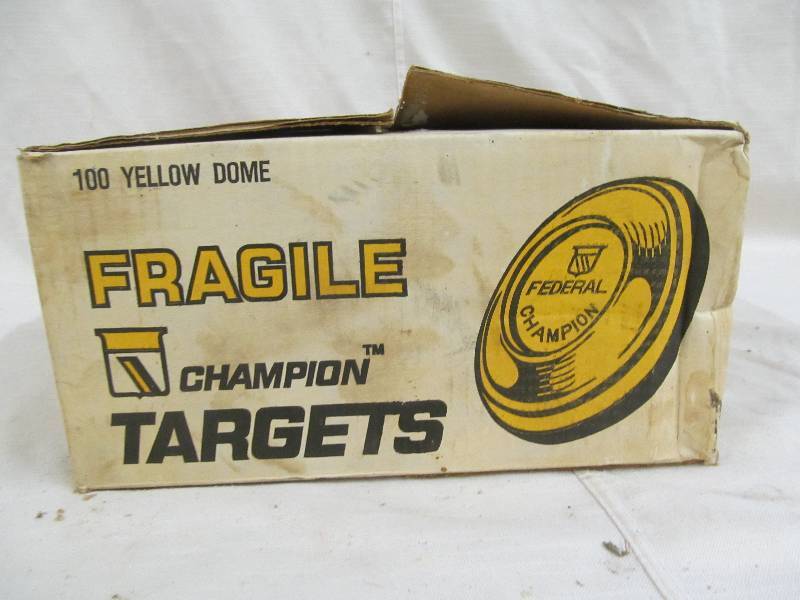 100 YELLOW DOME
FRAGILE
CHAMPION™
TARGETS
FEDERAL
CHAMPION